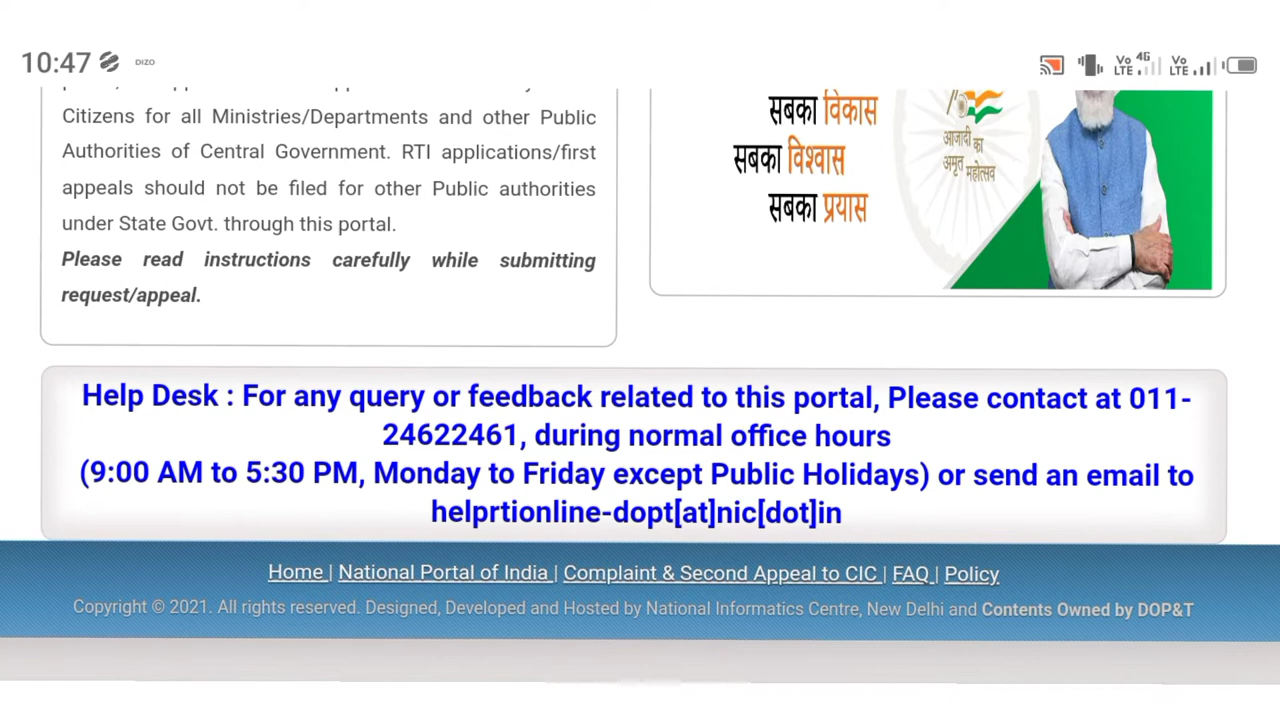 10:47 DIZO Vo LTE 4G Vo LTE
Citizens for all Ministries/Departments and other Public
Authorities of Central Government. RTI applications/first
appeals should not be filed for other Public authorities
under State Govt. through this portal.
Please read instructions carefully while submitting
request/appeal.
सबका विकास
सबका विश्वास
सबका प्रयास
आज़ादी का
अमृत महोत्सव
Help Desk : For any query or feedback related to this portal, Please contact at 011-
24622461, during normal office hours
(9:00 AM to 5:30 PM, Monday to Friday except Public Holidays) or send an email to
helprtionline-dopt[at]nic[dot]in
Home | National Portal of India | Complaint & Second Appeal to CIC | FAQ | Policy
Copyright © 2021. All rights reserved. Designed, Developed and Hosted by National Informatics Centre, New Delhi and Contents Owned by DOP&T